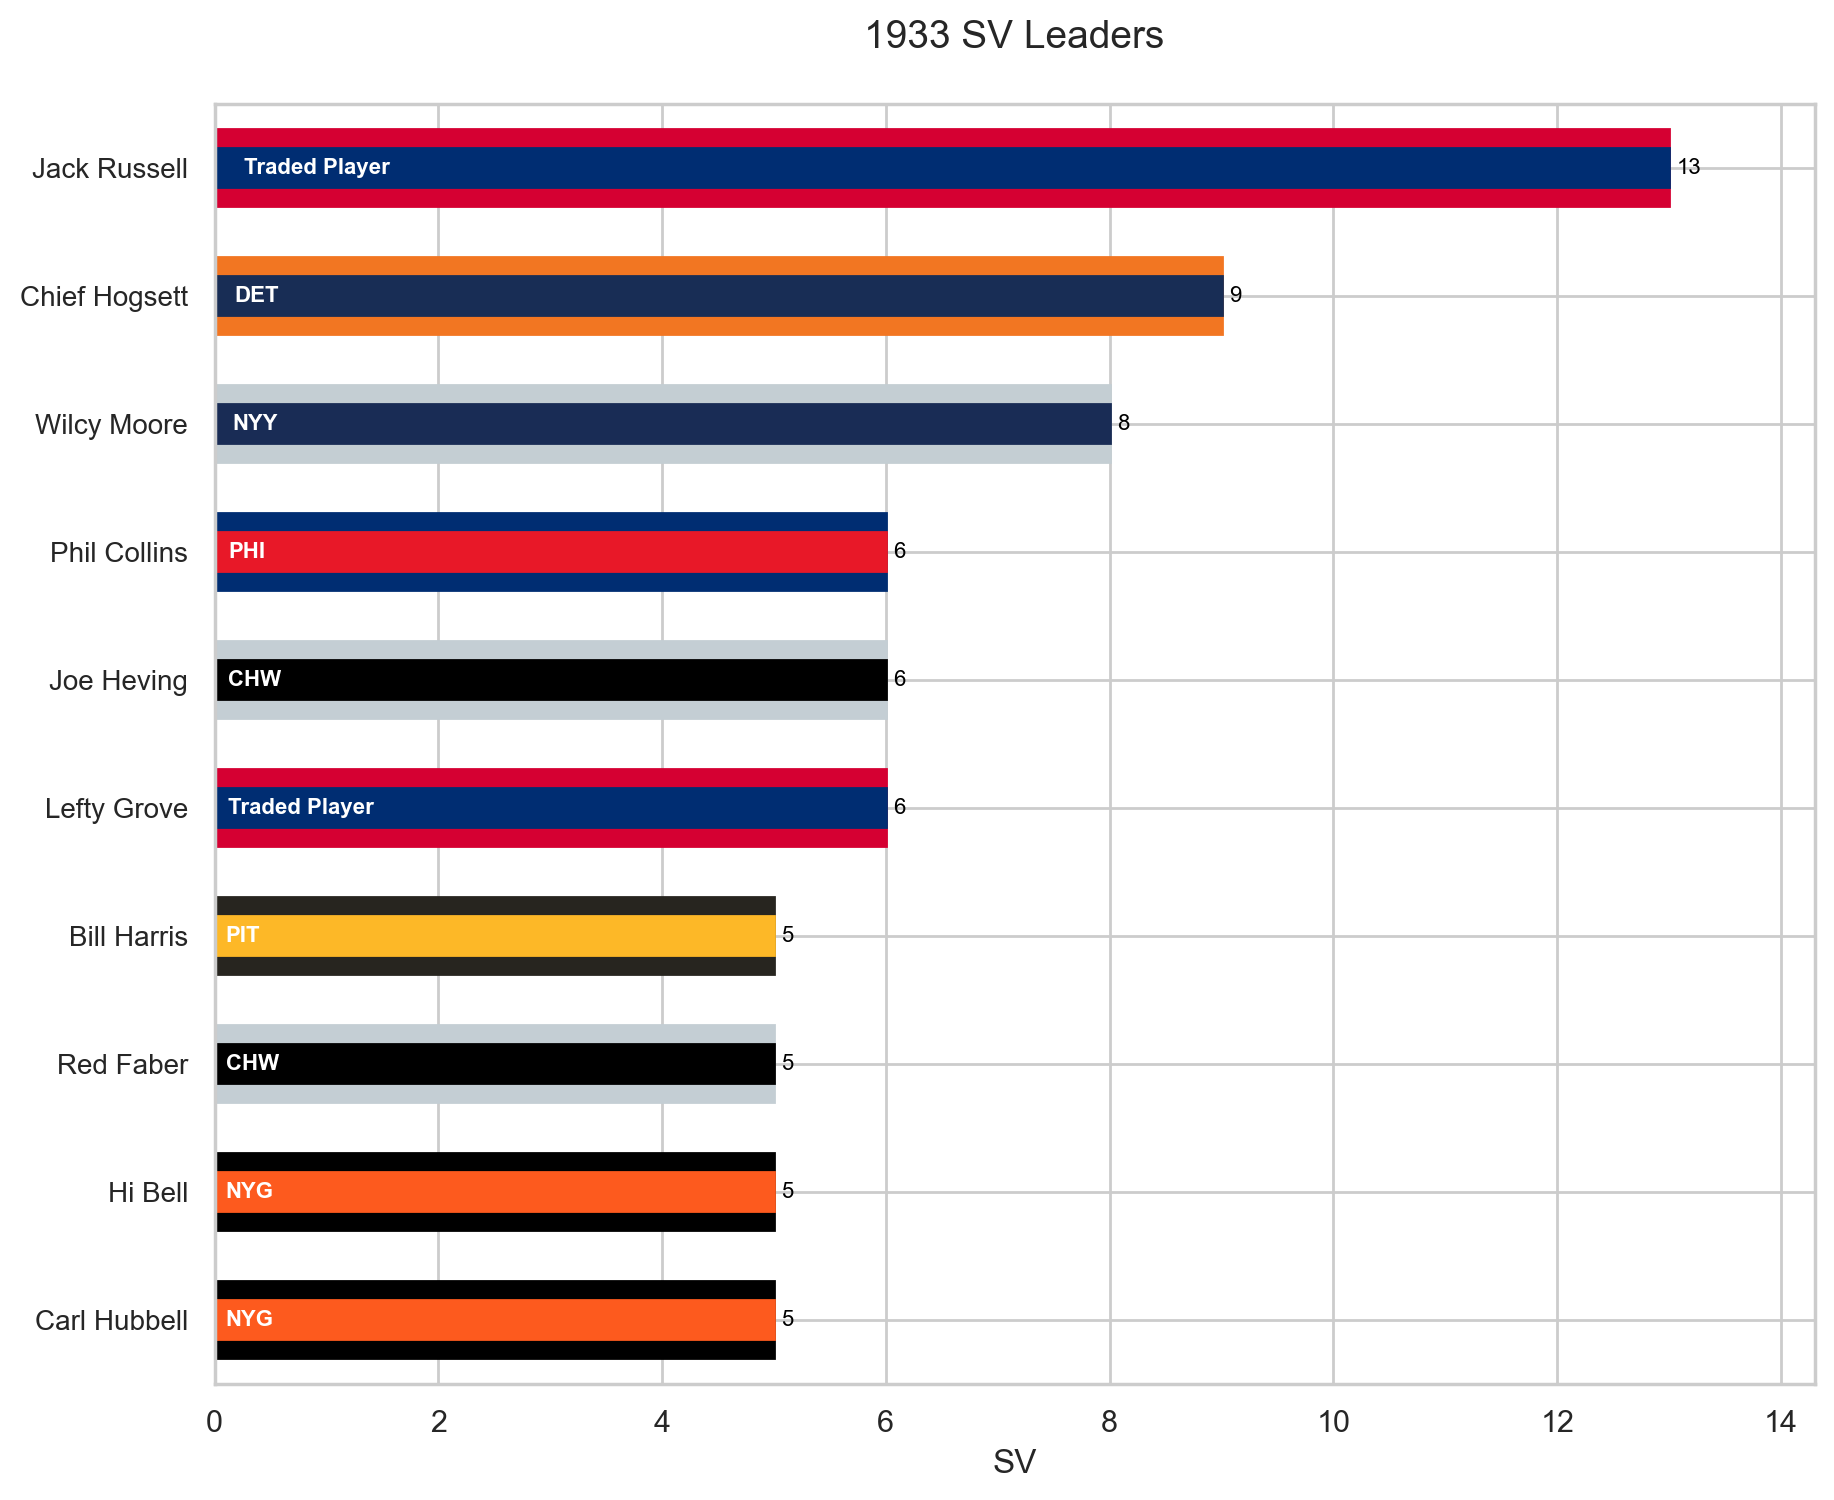 1933 SV Leaders
Jack Russell
Traded Player
13
Chief Hogsett
DET
9
Wilcy Moore
NYY
8
Phil Collins
PHI
6
Joe Heving
CHW
6
Lefty Grove
Traded Player
6
Bill Harris
PIT
5
Red Faber
CHW
5
Hi Bell
NYG
5
Carl Hubbell
NYG
5
0 2 4 6 8 10 12 14
SV